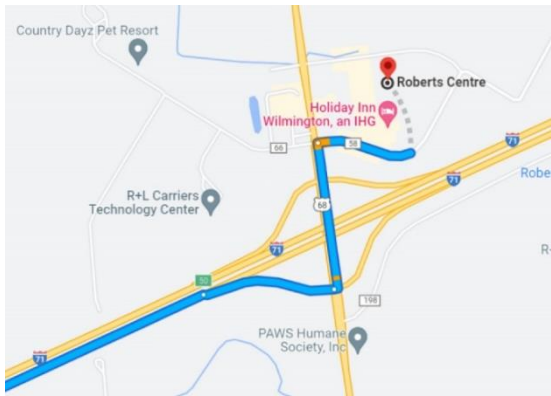 Country Dayz Pet Resort
Roberts Centre
Holiday Inn
Wilmington, an IHG
66
58
71
71
Robe
R+L Carriers
Technology Center
68
R-
71
50
198
PAWS Humane
Society, Inc
71